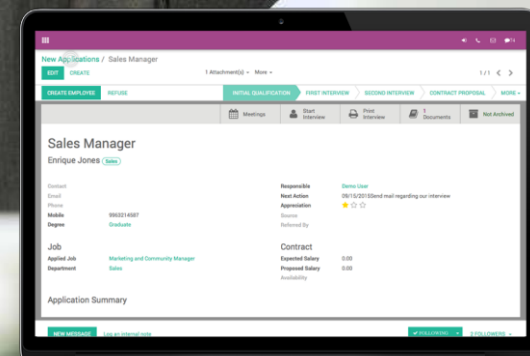 14
New Applications / Sales Manager
EDIT CREATE 1 Attachment(s) More 1 / 1
CREATE EMPLOYEE REFUSE INITIAL QUALIFICATION FIRST INTERVIEW SECOND INTERVIEW CONTRACT PROPOSAL MORE
Meetings Start Interview Print Interview 1 Documents Not Archived
Sales Manager
Enrique Jones Sales
Contact Responsible Demo User
Email Next Action 09/15/2015Send mail regarding our interview
Phone Appreciation
Mobile 9963214587 Source
Degree Graduate Referred By
Job Contract
Applied Job Marketing and Community Manager Expected Salary 0.00
Department Sales Proposed Salary 0.00
Availability
Application Summary
NEW MESSAGE Log an internal note FOLLOWING 2 FOLLOWERS